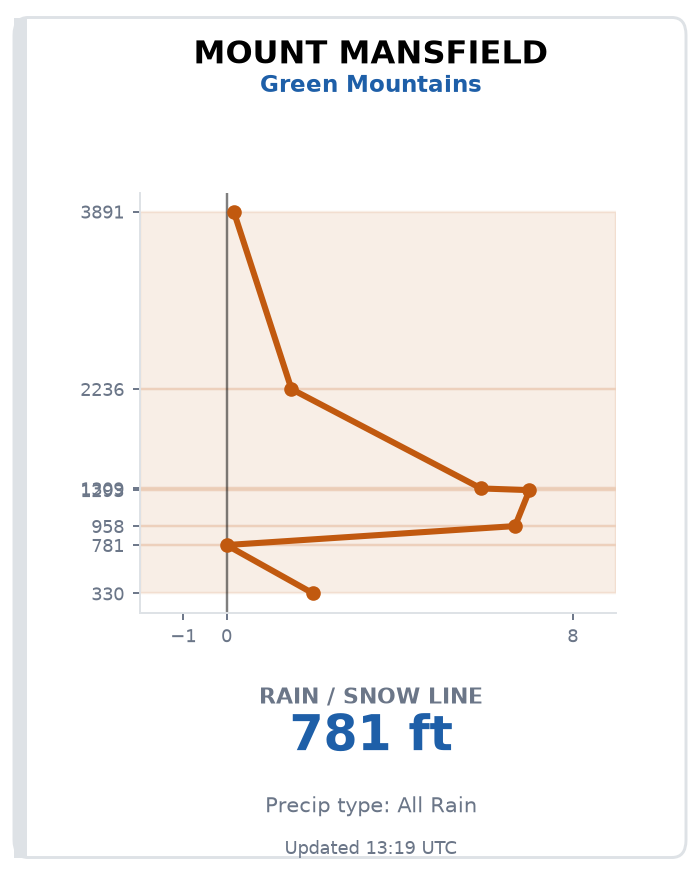 MOUNT MANSFIELD
Green Mountains
3891
2236
958
781
330
−1 0 8
RAIN / SNOW LINE
781 ft
Precip type: All Rain
Updated 13:19 UTC